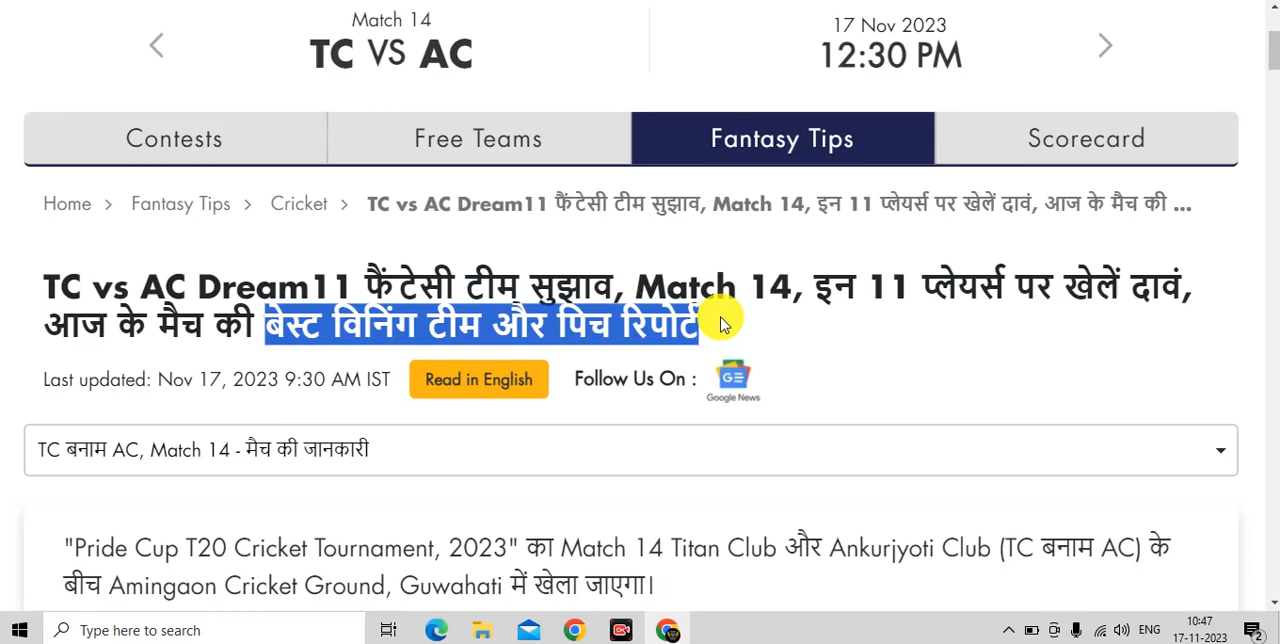 Match 14
TC VS AC
17 Nov 2023
12:30 PM
Contests
Free Teams
Fantasy Tips
Scorecard
Home > Fantasy Tips > Cricket > TC vs AC Dream11 फैंटेसी टीम सुझाव, Match 14, इन 11 प्लेयर्स पर खेलें दावं, आज के मैच की ...
TC vs AC Dream11 फैंटेसी टीम सुझाव, Match 14, इन 11 प्लेयर्स पर खेलें दावं,
आज के मैच की बेस्ट विनिंग टीम और पिच रिपोर्ट
Last updated: Nov 17, 2023 9:30 AM IST
Read in English
Follow Us On :
GE
Google News
TC बनाम AC, Match 14 - मैच की जानकारी
"Pride Cup T20 Cricket Tournament, 2023" का Match 14 Titan Club और Ankurjyoti Club (TC बनाम AC) के
बीच Amingaon Cricket Ground, Guwahati में खेला जाएगा।
Type here to search
ENG
10:47
17-11-2023
2